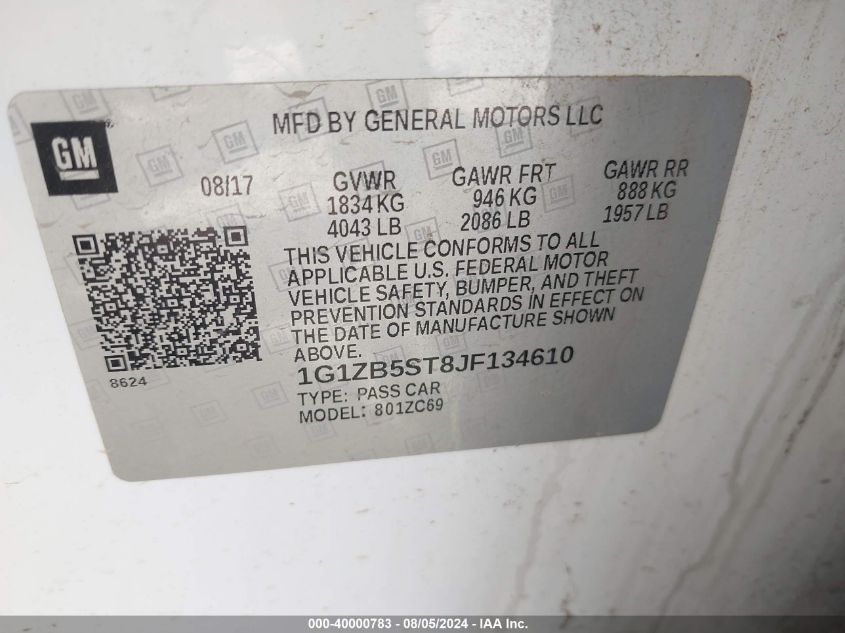 MFD BY GENERAL MOTORS LLC
GM
08/17 GVWR GAWR FRT GAWR RR
1834 KG 946 KG 888 KG
4043 LB 2086 LB 1957 LB
THIS VEHICLE CONFORMS TO ALL
APPLICABLE U.S. FEDERAL MOTOR
VEHICLE SAFETY, BUMPER, AND THEFT
PREVENTION STANDARDS IN EFFECT ON
THE DATE OF MANUFACTURE SHOWN
ABOVE.
8624
1G1ZB5ST8JF134610
TYPE: PASS CAR
MODEL: 801ZC69
000-40000783 - 08/05/2024 - IAA Inc.